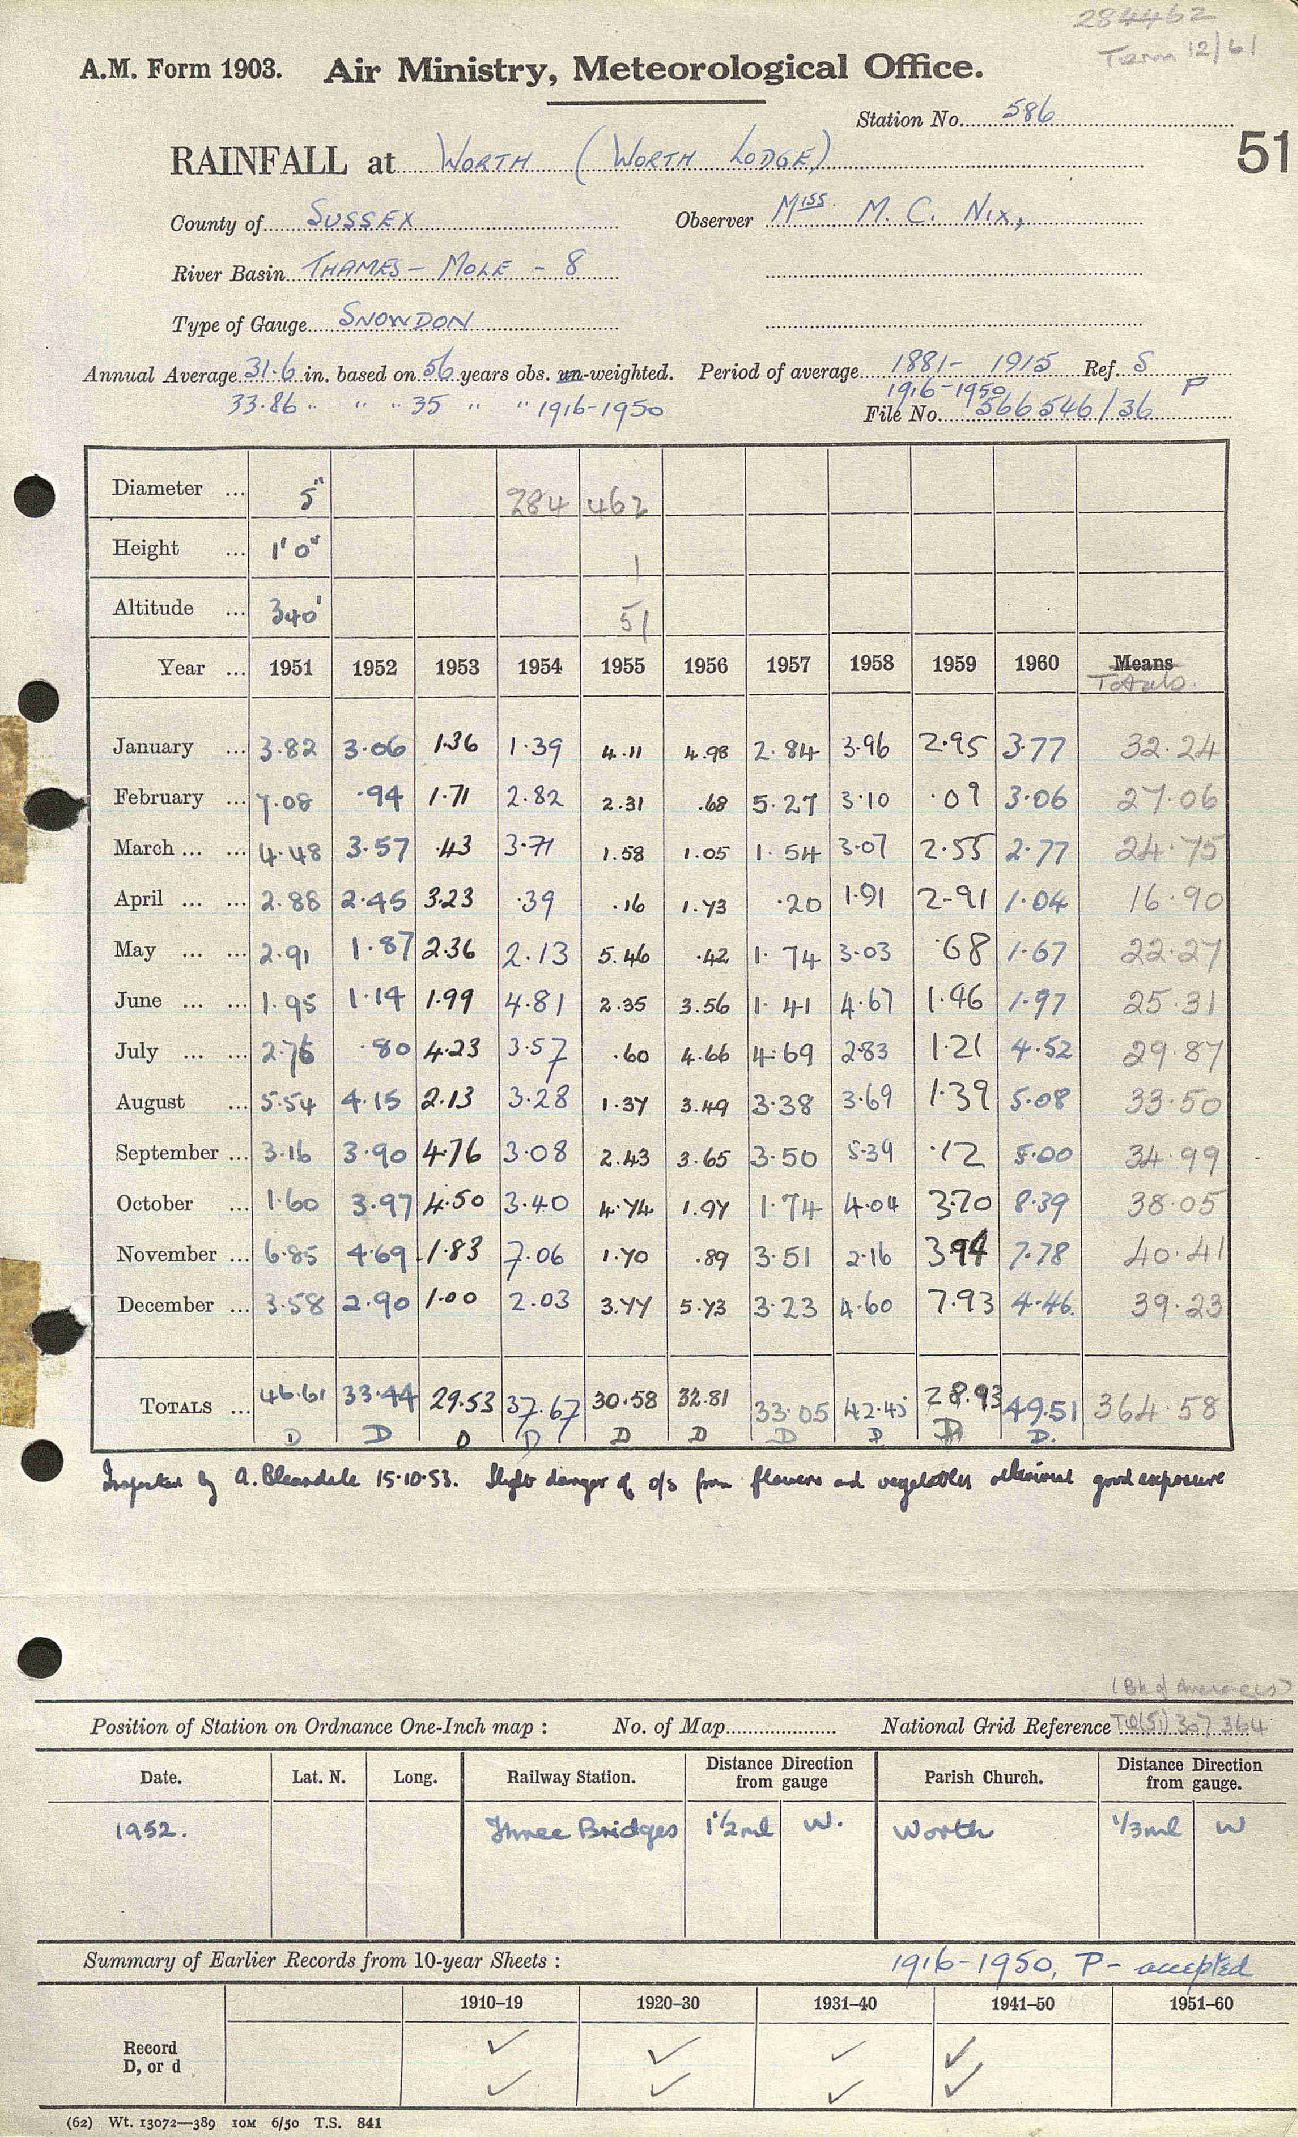 284462
Term 12/61
A.M. Form 1903. Air Ministry, Meteorological Office.
Station No. 586
51
RAINFALL at WORTH (WORTH LODGE)
County of SUSSEX Observer MISS M. C. NIX,
River Basin THAMES - MOLE - 8
Type of Gauge SNOWDON
Annual Average 31.6 in. based on 56 years obs. un-weighted. Period of average 1881 - 1915 Ref. S
1916-1950 P
33.86 " " " 35 " " 1916-1950 File No. 566546/36
Diameter ... 5" 284 462
Height ... 1' 0" 1
Altitude ... 340' 51
Year ... 1951 1952 1953 1954 1955 1956 1957 1958 1959 1960 Means
Totals.
January ... 3.82 3.06 1.36 1.39 4.11 4.98 2.84 3.96 2.95 3.77 32.24
February ... 7.08 .94 1.71 2.82 2.31 .68 5.27 3.10 .09 3.06 27.06
March ... ... 4.48 3.57 .43 3.71 1.58 1.05 1.54 3.07 2.55 2.77 24.75
April ... ... 2.88 2.45 3.23 .39 .16 1.73 .20 1.91 2.91 1.04 16.90
May ... ... 2.91 1.87 2.36 2.13 5.46 .42 1.74 3.03 .68 1.67 22.27
June ... ... 1.95 1.14 1.99 4.81 2.35 3.56 1.41 4.67 1.46 1.97 25.31
July ... ... 2.76 .80 4.23 3.57 .60 4.66 4.69 2.83 1.21 4.52 29.87
August ... 5.54 4.15 2.13 3.28 1.37 3.49 3.38 3.69 1.39 5.08 33.50
September ... 3.16 3.90 4.76 3.08 2.43 3.65 3.50 5.39 .12 5.00 34.99
October ... 1.60 3.97 4.50 3.40 4.74 1.97 1.74 4.04 3.70 8.39 38.05
November ... 6.85 4.69 1.83 7.06 1.70 .89 3.51 2.16 3.94 7.78 40.41
December ... 3.58 2.90 1.00 2.03 3.77 5.73 3.23 4.60 7.93 4.46. 39.23
TOTALS ... 46.61 33.44 29.53 37.67 30.58 32.81 33.05 42.45 28.93 49.51 364.58
D D D D D D D D D D.
Inspected by A. Bleasdale 15.10.53. Slight danger of o/s from flowers and vegetables otherwise good exposure
(Bk of Averages)
Position of Station on Ordnance One-Inch map : No. of Map National Grid Reference TQ(51) 307 364
Date. Lat. N. Long. Railway Station. Distance Direction from gauge Parish Church. Distance Direction from gauge.
1952. Three Bridges 1½ml W. Worth 1/3ml W
Summary of Earlier Records from 10-year Sheets : 1916-1950, P - accepted
1910–19 1920–30 1931–40 1941–50 1951–60
Record ✓ ✓ ✓ ✓
D, or d ✓ ✓ ✓ ✓
(62) Wt. 13072—389 10M 6/50 T.S. 841